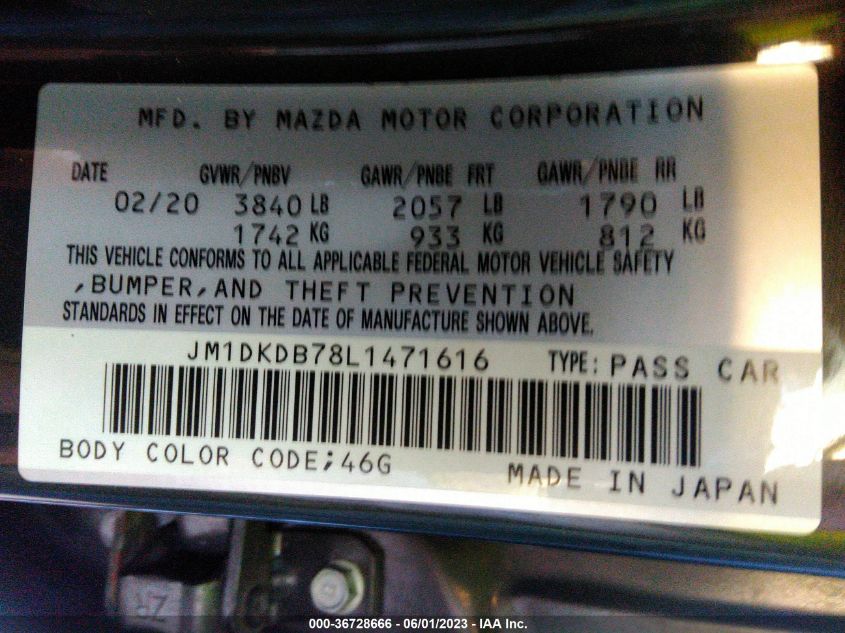 MFD. BY MAZDA MOTOR CORPORATION
DATE GVWR/PNBV GAWR/PNBE FRT GAWR/PNBE RR
02/20 3840 LB 2057 LB 1790 LB
1742 KG 933 KG 812 KG
THIS VEHICLE CONFORMS TO ALL APPLICABLE FEDERAL MOTOR VEHICLE SAFETY
,BUMPER,AND THEFT PREVENTION
STANDARDS IN EFFECT ON THE DATE OF MANUFACTURE SHOWN ABOVE.
JM1DKDB78L1471616 TYPE: PASS CAR
BODY COLOR CODE;46G
MADE IN JAPAN
000-36728666 - 06/01/2023 - IAA Inc.